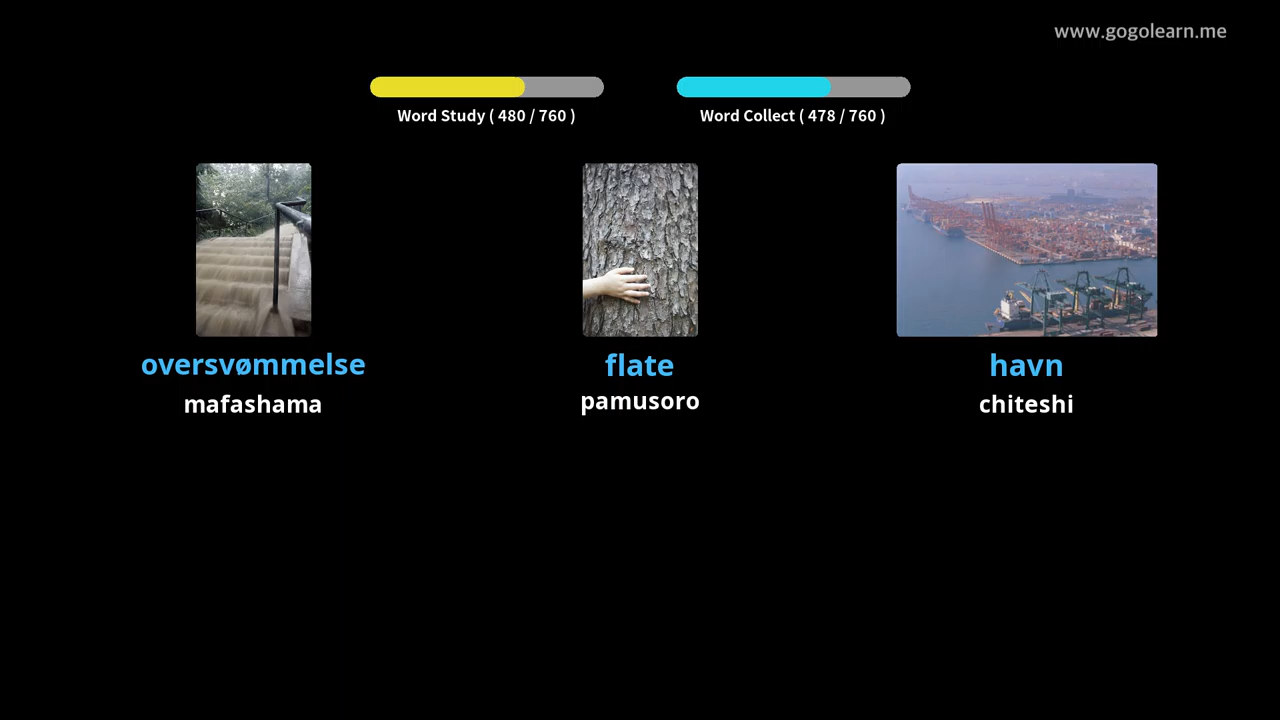 www.gogolearn.me
Word Study ( 480 / 760 )
Word Collect ( 478 / 760 )
oversvømmelse
mafashama
flate
pamusoro
havn
chiteshi